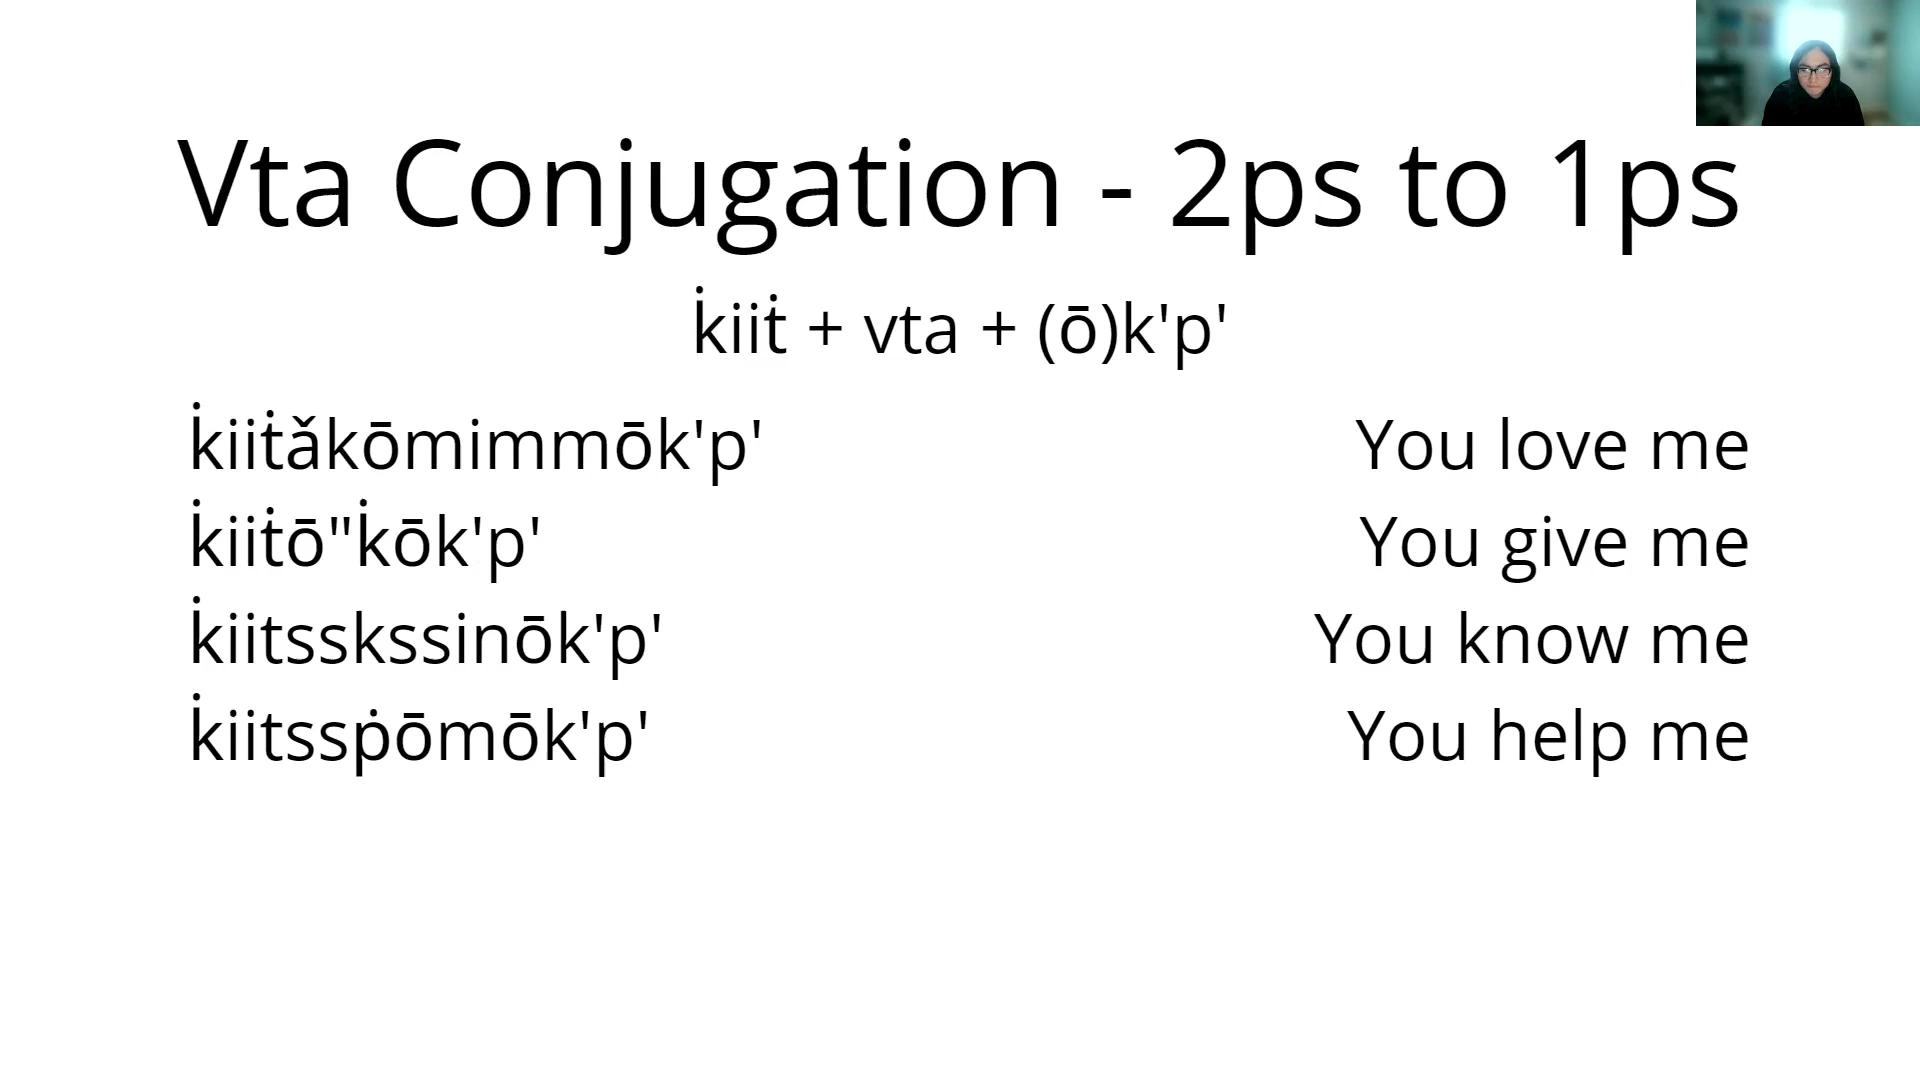 Vta Conjugation - 2ps to 1ps
k̇iiṫ + vta + (ō)k'p'
k̇iiṫǎkōmimmōk'p' You love me
k̇iiṫō"k̇ōk'p' You give me
k̇iitsskssinōk'p' You know me
k̇iitssṗōmōk'p' You help me